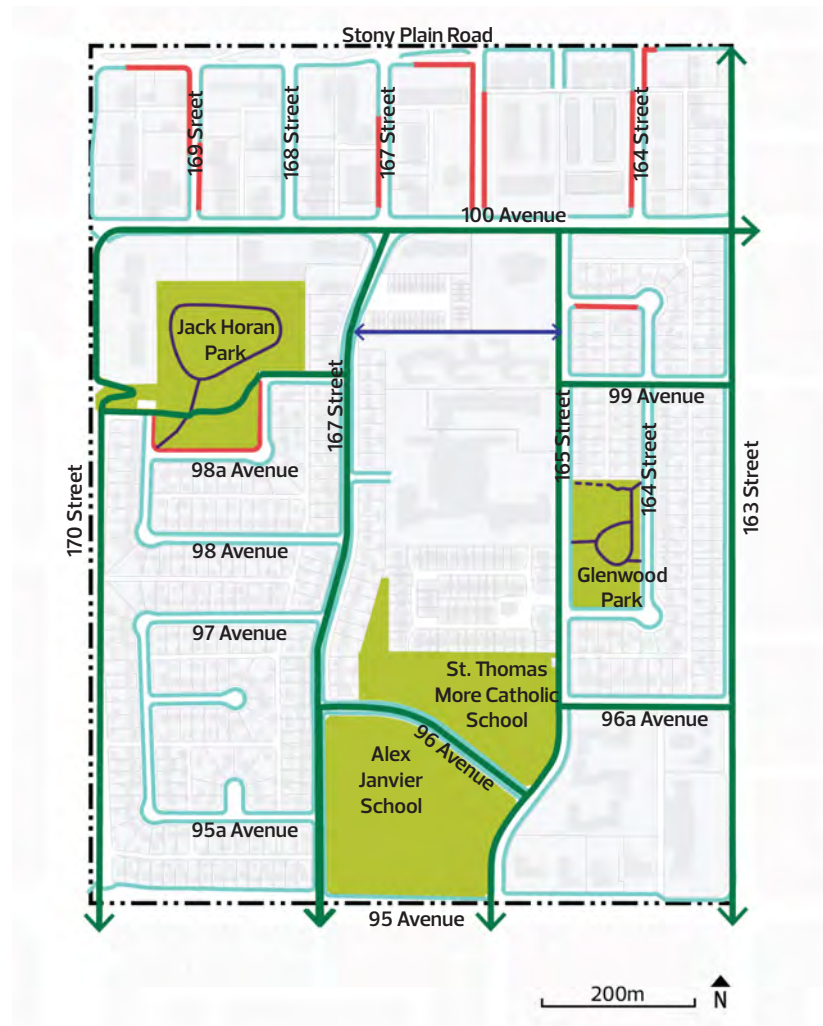 Stony Plain Road
169 Sreet
168 Street
167 Street
164 Street
100 Avenue
Jack Horan
Park
167 Street
99 Avenue
165 Street
164 Street
98a Avenue
170 Street
163 Street
98 Avenue
Glenwood
Park
97 Avenue
St. Thomas
More Catholic
School
96a Avenue
96 Avenue
Alex
Janvier
School
95a Avenue
95 Avenue
200m
N